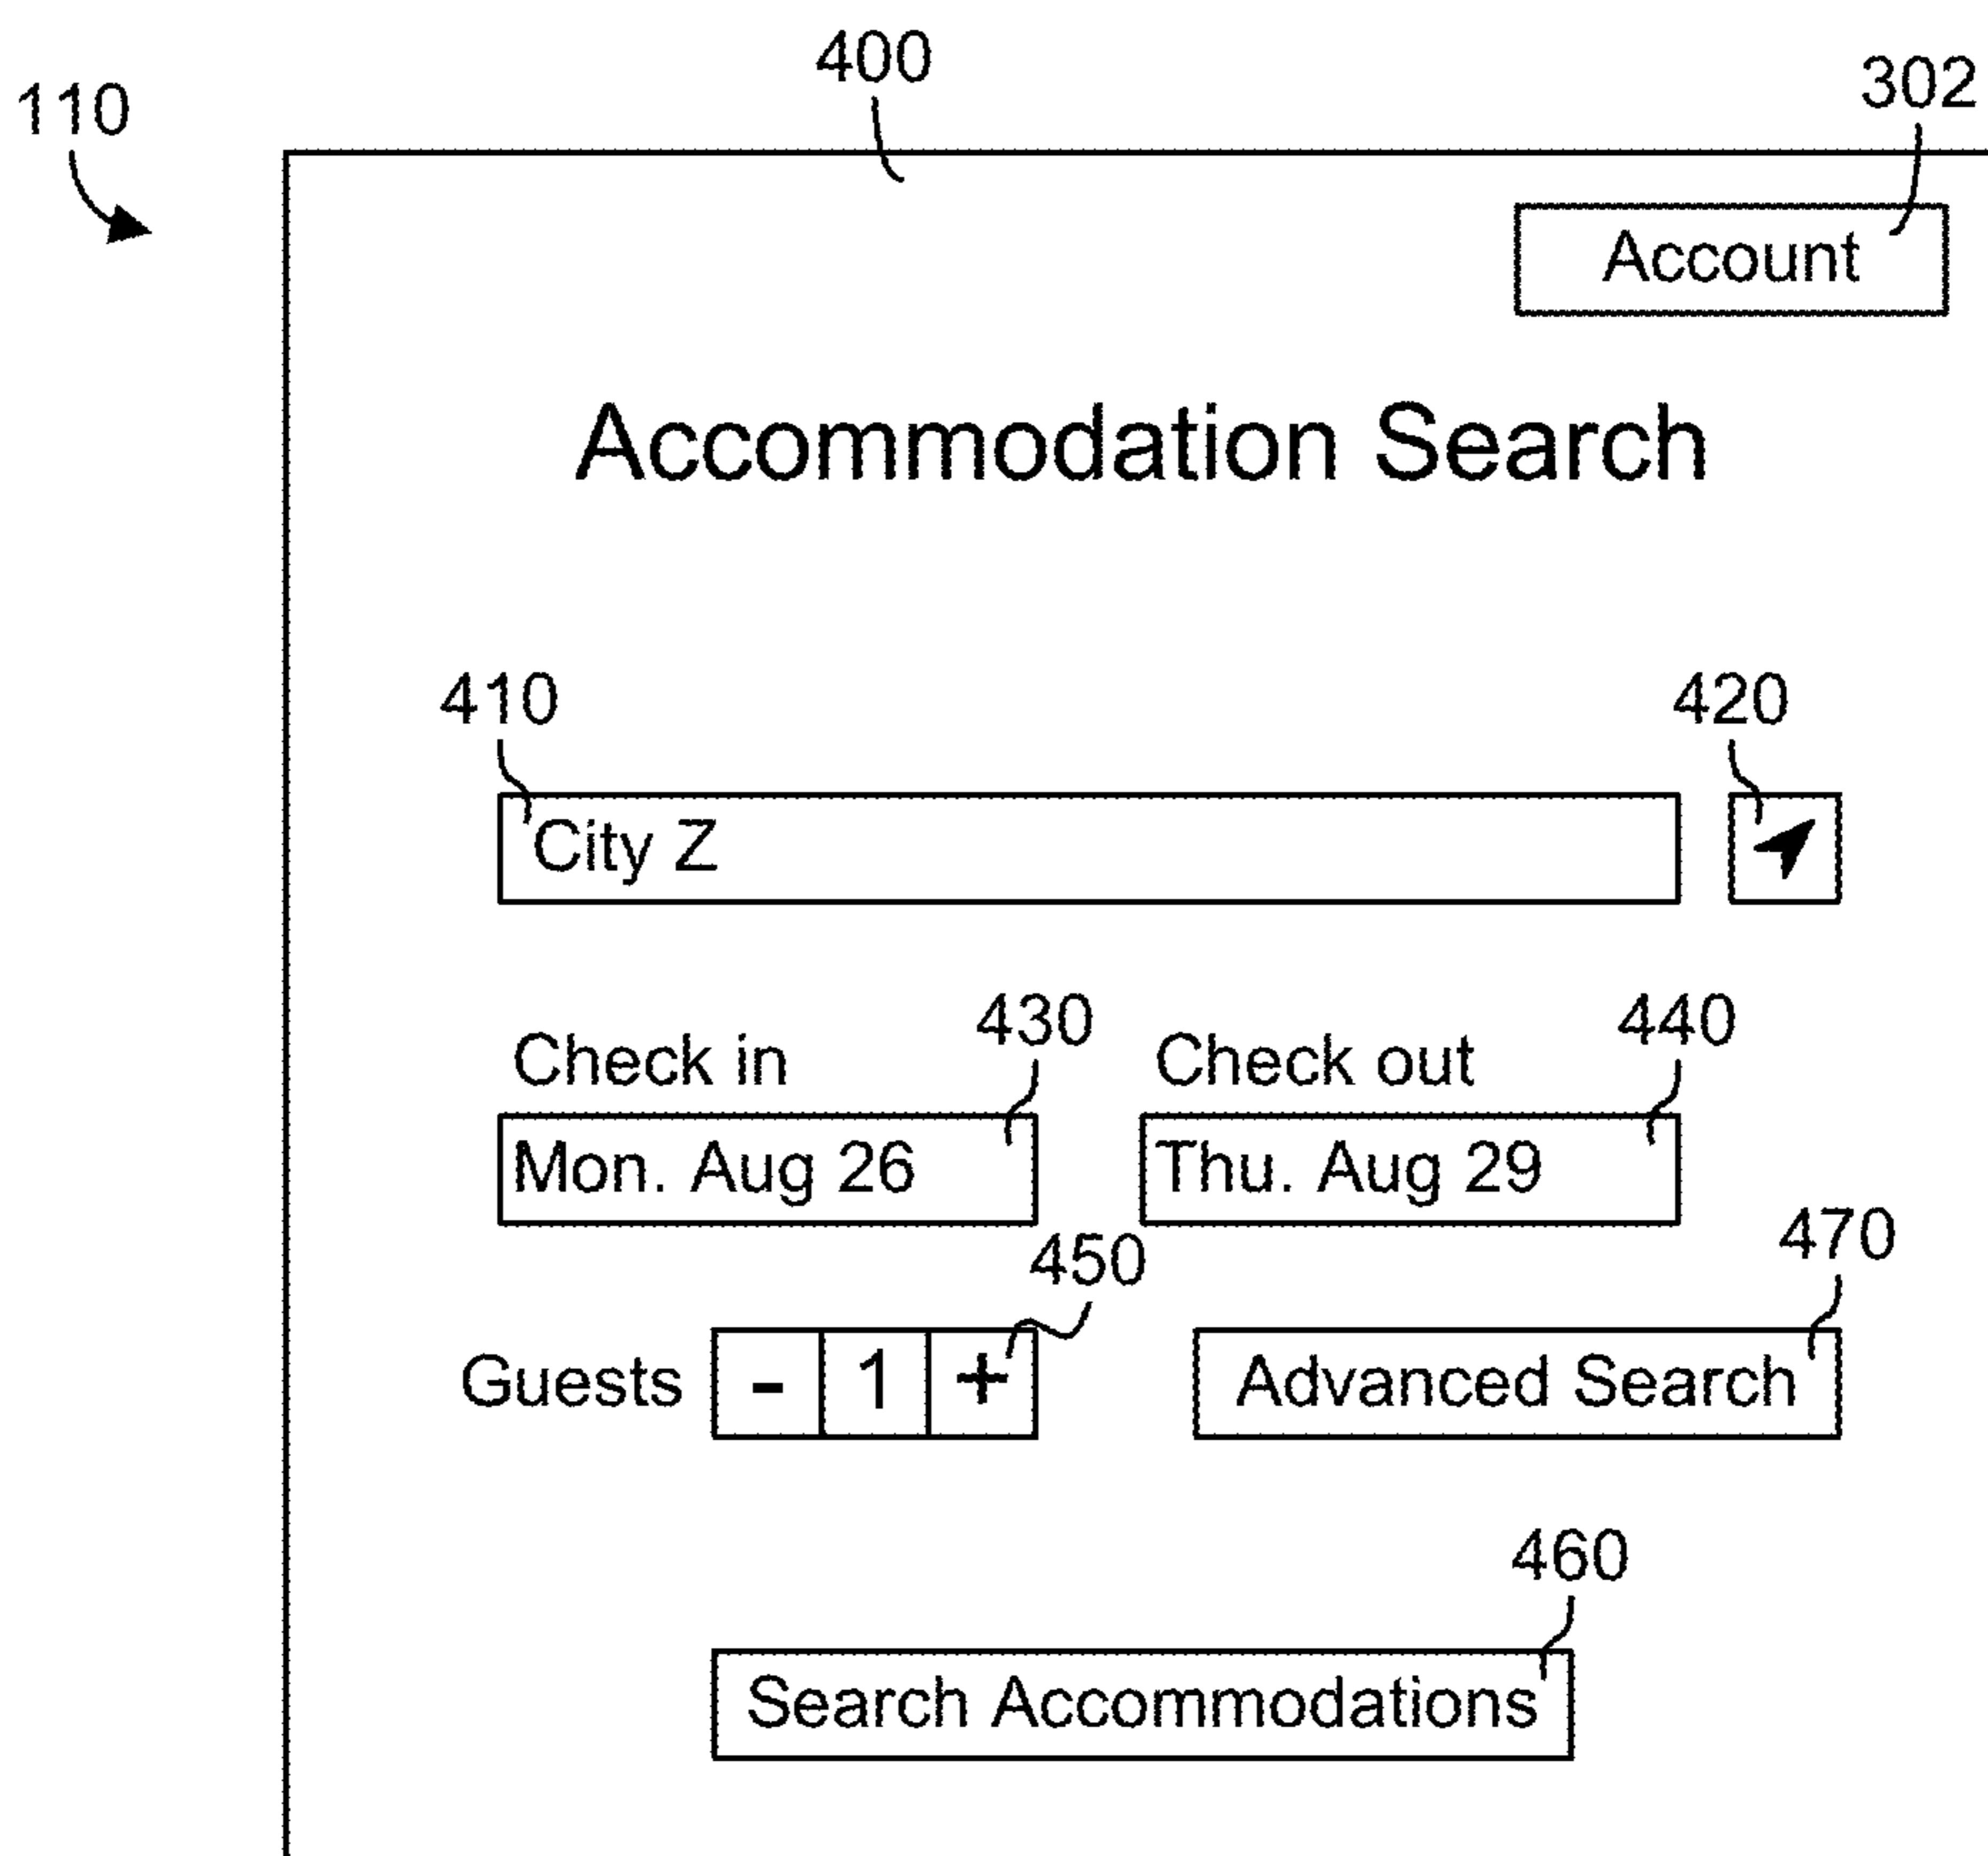 400
302
110
Account
Accommodation Search
410
420
City Z
430
440
Check in
Check out
Mon. Aug 26
Thu. Aug 29
450
470
Guests - 1 +
Advanced Search
460
Search Accommodations